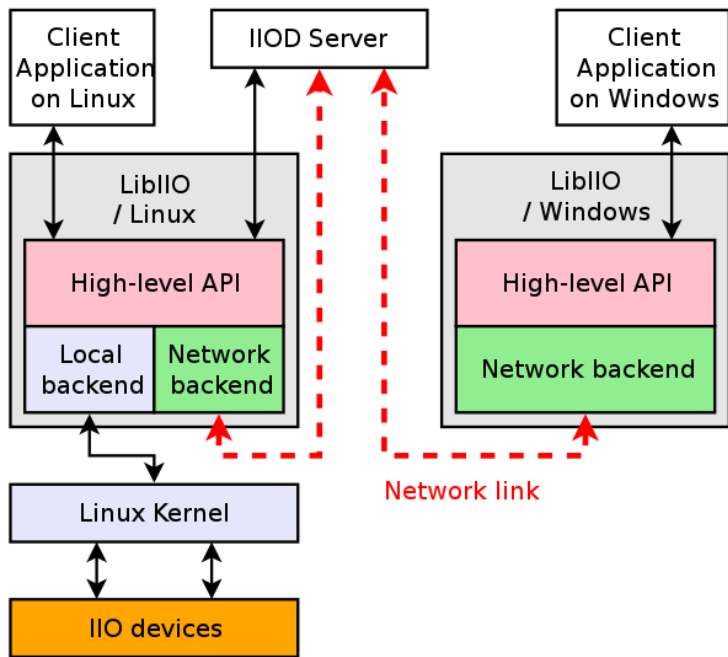 Client
Application
on Linux
IIOD Server
Client
Application
on Windows
LibIIO
/ Linux
LibIIO
/ Windows
High-level API
High-level API
Local
backend
Network
backend
Network backend
Network link
Linux Kernel
IIO devices